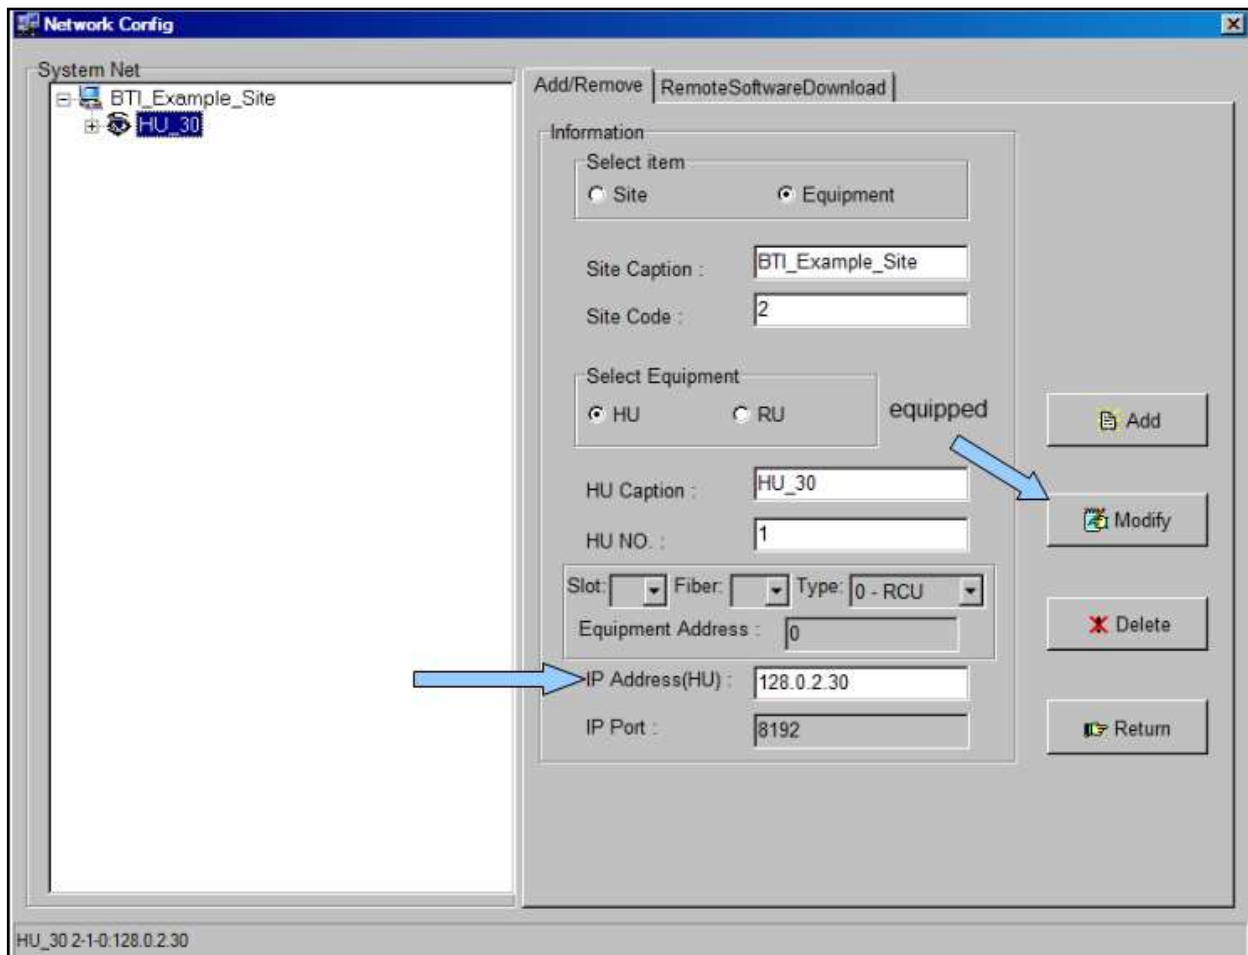 Network Config
System Net
BTI_Example_Site
HU_30
Add/Remove RemoteSoftwareDownload
Information
Select item
Site Equipment
Site Caption : BTI_Example_Site
Site Code : 2
Select Equipment
HU RU
equipped
Add
HU Caption : HU_30
Modify
HU NO. : 1
Slot: Fiber: Type: 0 - RCU
Equipment Address : 0
Delete
IP Address(HU) : 128.0.2.30
IP Port : 8192
Return
HU_30 2-1-0:128.0.2.30